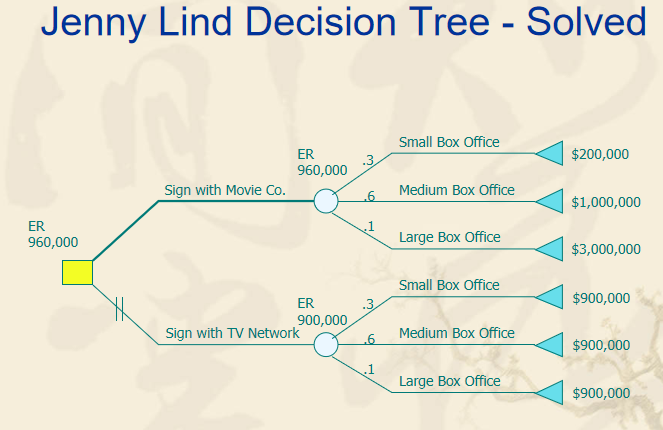 Jenny Lind Decision Tree - Solved
Small Box Office
ER
960,000
.3
$200,000
Sign with Movie Co.
Medium Box Office
.6
$1,000,000
ER
960,000
.1
Large Box Office
$3,000,000
Small Box Office
ER
900,000
.3
$900,000
Sign with TV Network
Medium Box Office
.6
$900,000
.1
Large Box Office
$900,000